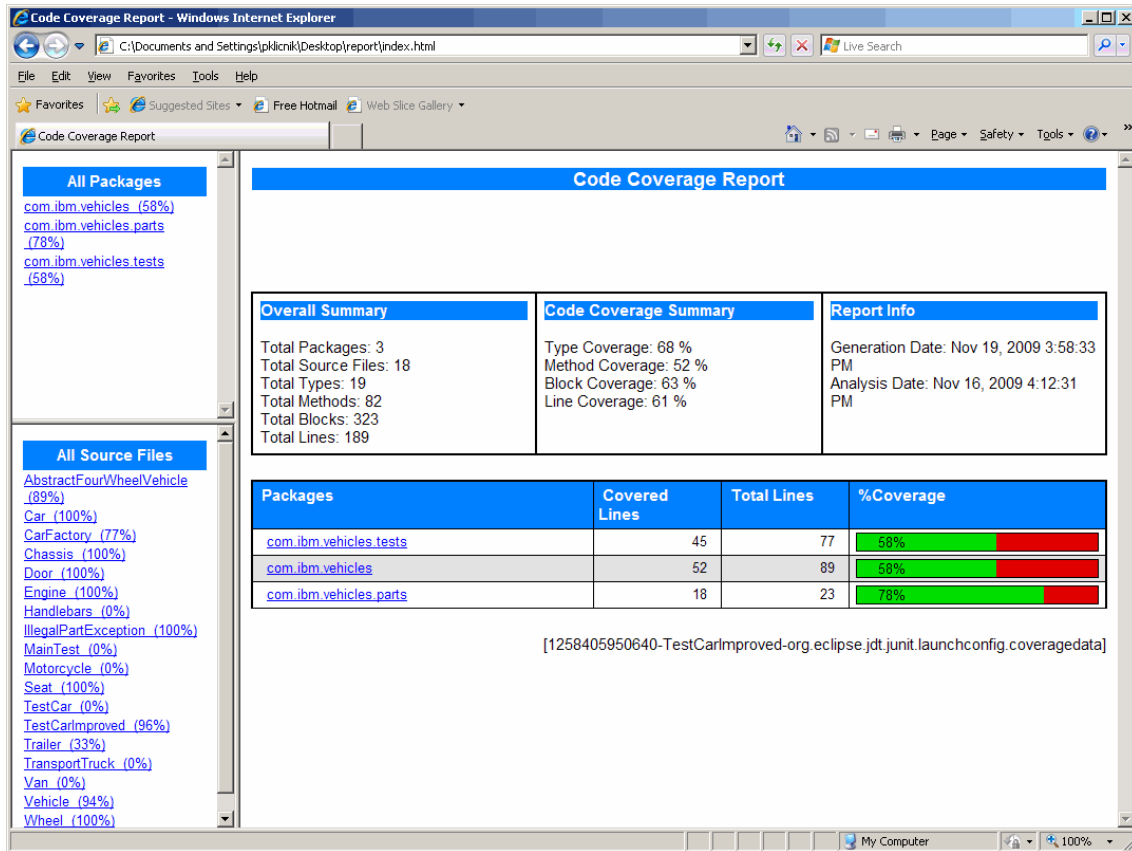 Code Coverage Report - Windows Internet Explorer
C:\Documents and Settings\pklicnik\Desktop\report\index.html
Live Search
File Edit View Favorites Tools Help
Favorites Suggested Sites Free Hotmail Web Slice Gallery
Code Coverage Report
Page Safety Tools »
All Packages
com.ibm.vehicles (58%)
com.ibm.vehicles.parts
(78%)
com.ibm.vehicles.tests
(58%)
All Source Files
AbstractFourWheelVehicle
(89%)
Car (100%)
CarFactory (77%)
Chassis (100%)
Door (100%)
Engine (100%)
Handlebars (0%)
IllegalPartException (100%)
MainTest (0%)
Motorcycle (0%)
Seat (100%)
TestCar (0%)
TestCarImproved (96%)
Trailer (33%)
TransportTruck (0%)
Van (0%)
Vehicle (94%)
Wheel (100%)
Code Coverage Report
Overall Summary
Total Packages: 3
Total Source Files: 18
Total Types: 19
Total Methods: 82
Total Blocks: 323
Total Lines: 189
Code Coverage Summary
Type Coverage: 68 %
Method Coverage: 52 %
Block Coverage: 63 %
Line Coverage: 61 %
Report Info
Generation Date: Nov 19, 2009 3:58:33
PM
Analysis Date: Nov 16, 2009 4:12:31
PM
Packages Covered Lines Total Lines %Coverage
com.ibm.vehicles.tests 45 77 58%
com.ibm.vehicles 52 89 58%
com.ibm.vehicles.parts 18 23 78%
[1258405950640-TestCarImproved-org.eclipse.jdt.junit.launchconfig.coveragedata]
My Computer 100%